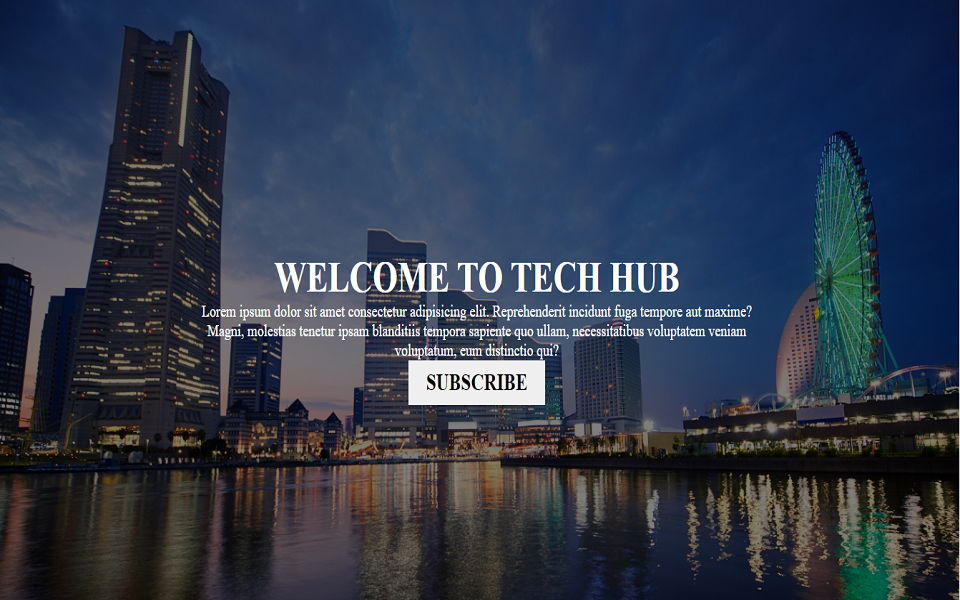 WELCOME TO TECH HUB
Lorem ipsum dolor sit amet consectetur adipisicing elit. Reprehenderit incidunt fuga tempore aut maxime?
Magni, molestias tenetur ipsam blanditiis tempora sapiente quo ullam, necessitatibus voluptatem veniam
voluptatum, eum distinctio qui?
SUBSCRIBE